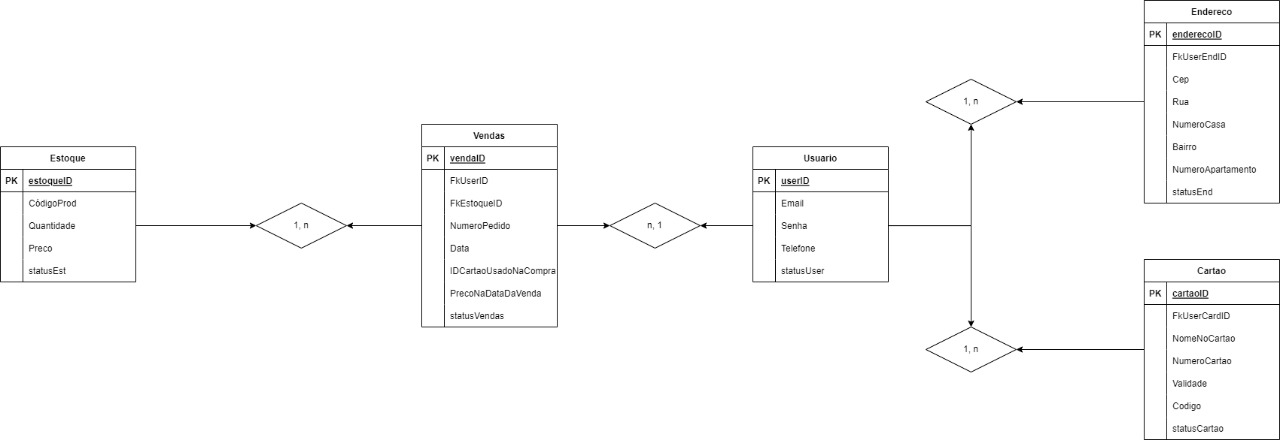 Estoque
PK estoqueID
CódigoProd
Quantidade
Preco
statusEst
1, n
Vendas
PK vendaID
FkUserID
FkEstoqueID
NumeroPedido
Data
IDCartaoUsadoNaCompra
PrecoNaDataDaVenda
statusVendas
n, 1
Usuario
PK userID
Email
Senha
Telefone
statusUser
1, n
Endereco
PK enderecoID
FkUserEndID
Cep
Rua
NumeroCasa
Bairro
NumeroApartamento
statusEnd
1, n
Cartao
PK cartaoID
FkUserCardID
NomeNoCartao
NumeroCartao
Validade
Codigo
statusCartao